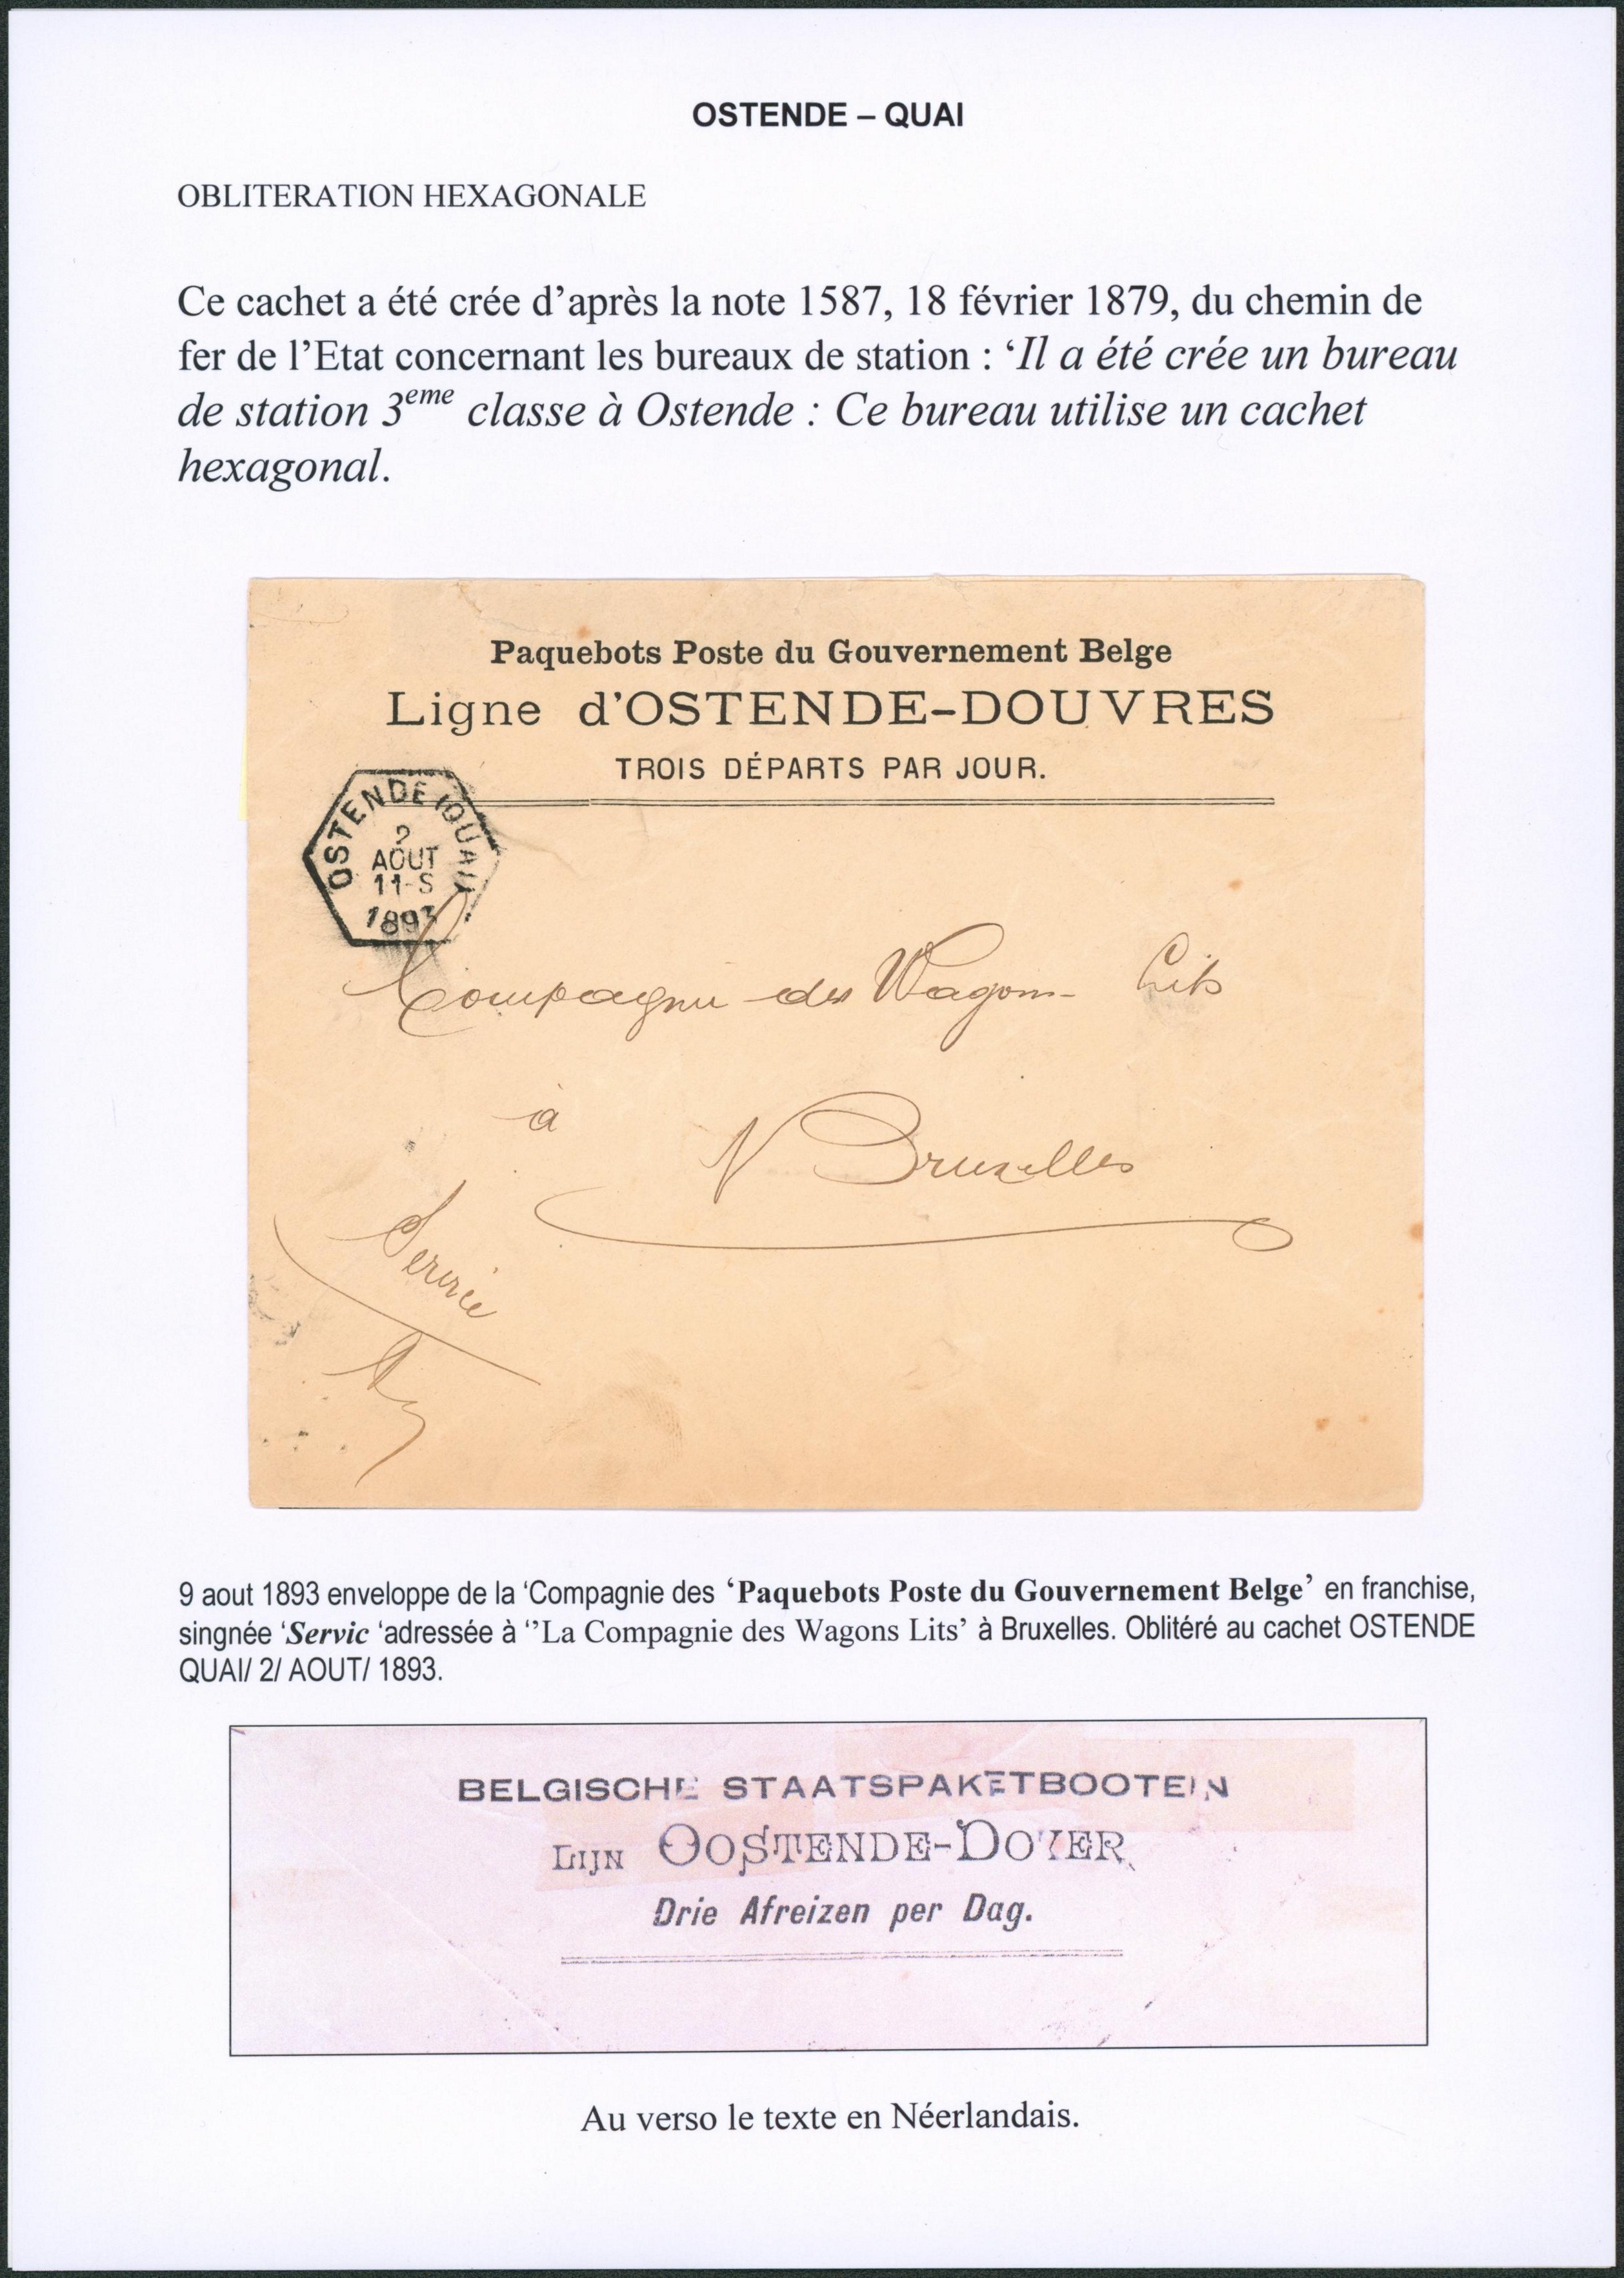 OSTENDE – QUAI
OBLITERATION HEXAGONALE
Ce cachet a été crée d’après la note 1587, 18 février 1879, du chemin de
fer de l’Etat concernant les bureaux de station : ‘Il a été crée un bureau
de station 3eme classe à Ostende : Ce bureau utilise un cachet
hexagonal.
Paquebots Poste du Gouvernement Belge
Ligne d'OSTENDE-DOUVRES
TROIS DÉPARTS PAR JOUR.
OSTENDE (QUAI)
2
AOUT
11-S
1893
Compagnie des Wagons-Lits
à Bruxelles
Service
9 aout 1893 enveloppe de la ‘Compagnie des ‘Paquebots Poste du Gouvernement Belge’ en franchise,
singnée ‘Servic ‘adressée à ‘’La Compagnie des Wagons Lits’ à Bruxelles. Oblitéré au cachet OSTENDE
QUAI/ 2/ AOUT/ 1893.
BELGISCHE STAATSPAKETBOOTEN
LIJN OOSTENDE-DOVER
Drie Afreizen per Dag.
Au verso le texte en Néerlandais.